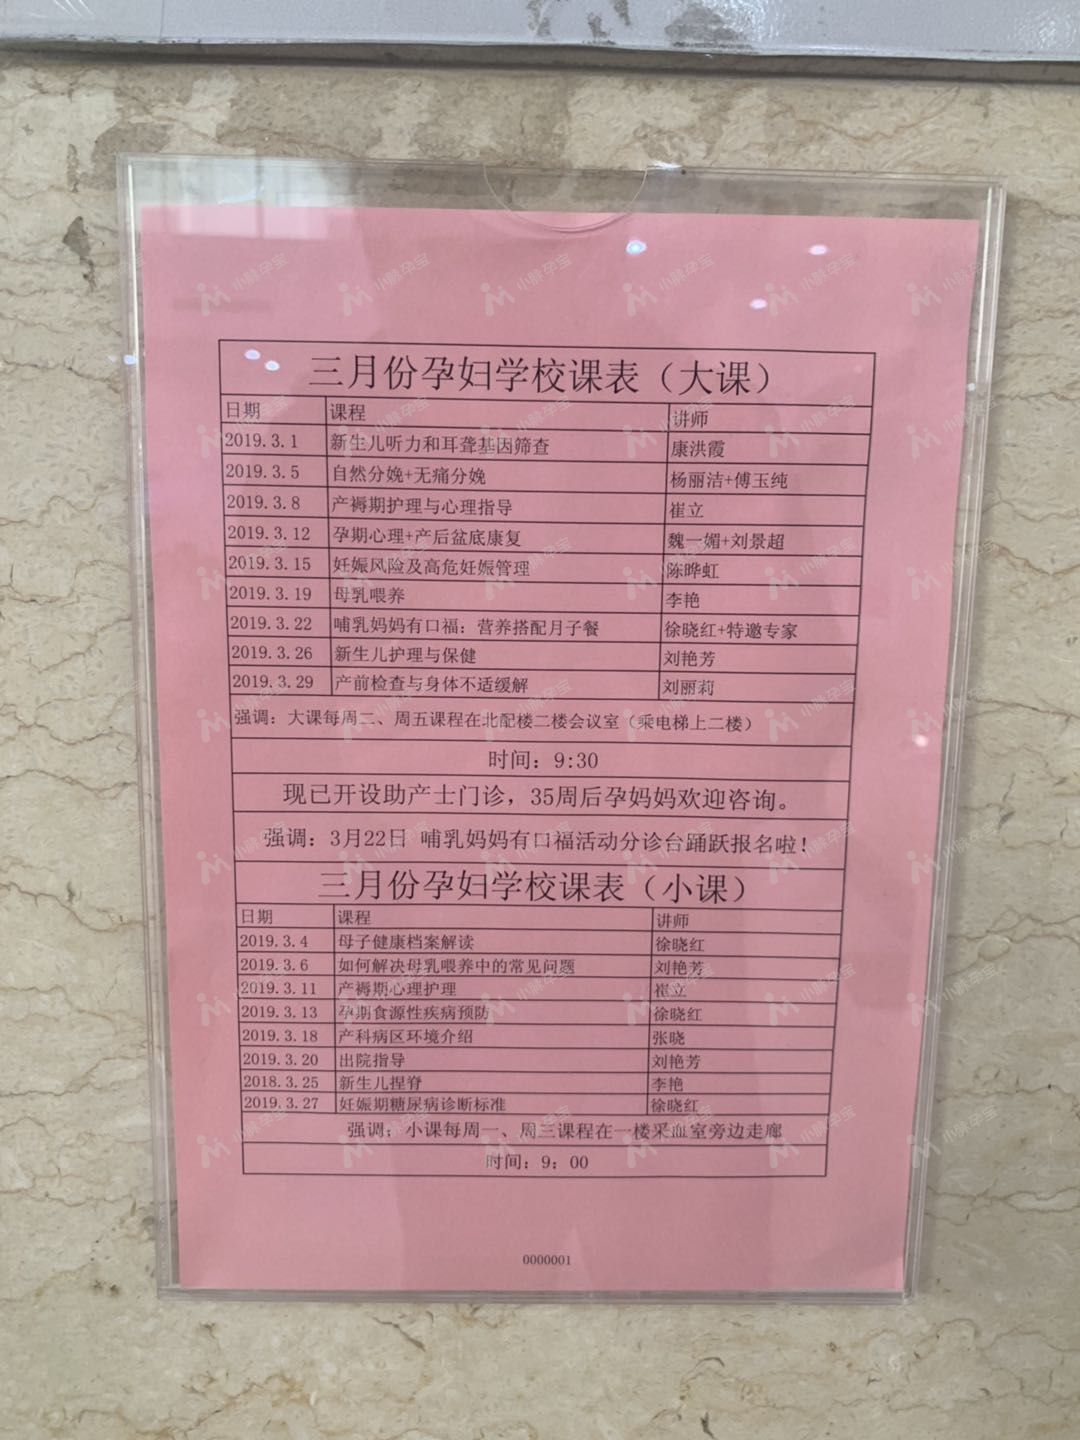 三月份孕妇学校课表（大课）
日期 课程 讲师
2019.3.1 新生儿听力和耳聋基因筛查 康洪霞
2019.3.5 自然分娩+无痛分娩 杨丽洁+傅玉纯
2019.3.8 产褥期护理与心理指导 崔立
2019.3.12 孕期心理+产后盆底康复 魏一媚+刘景超
2019.3.15 妊娠风险及高危妊娠管理 陈晔虹
2019.3.19 母乳喂养 李艳
2019.3.22 哺乳妈妈有口福：营养搭配月子餐 徐晓红+特邀专家
2019.3.26 新生儿护理与保健 刘艳芳
2019.3.29 产前检查与身体不适缓解 刘丽莉
强调：大课每周二、周五课程在北配楼二楼会议室（乘电梯上二楼）
时间：9:30
现已开设助产士门诊，35周后孕妈妈欢迎咨询。
强调：3月22日 哺乳妈妈有口福活动分诊台踊跃报名啦！
三月份孕妇学校课表（小课）
日期 课程 讲师
2019.3.4 母子健康档案解读 徐晓红
2019.3.6 如何解决母乳喂养中的常见问题 刘艳芳
2019.3.11 产褥期心理护理 崔立
2019.3.13 孕期食源性疾病预防 徐晓红
2019.3.18 产科病区环境介绍 张晓
2019.3.20 出院指导 刘艳芳
2018.3.25 新生儿捏脊 李艳
2019.3.27 妊娠期糖尿病诊断标准 徐晓红
强调：小课每周一、周三课程在一楼采血室旁边走廊
时间：9：00
0000001
小脉孕宝